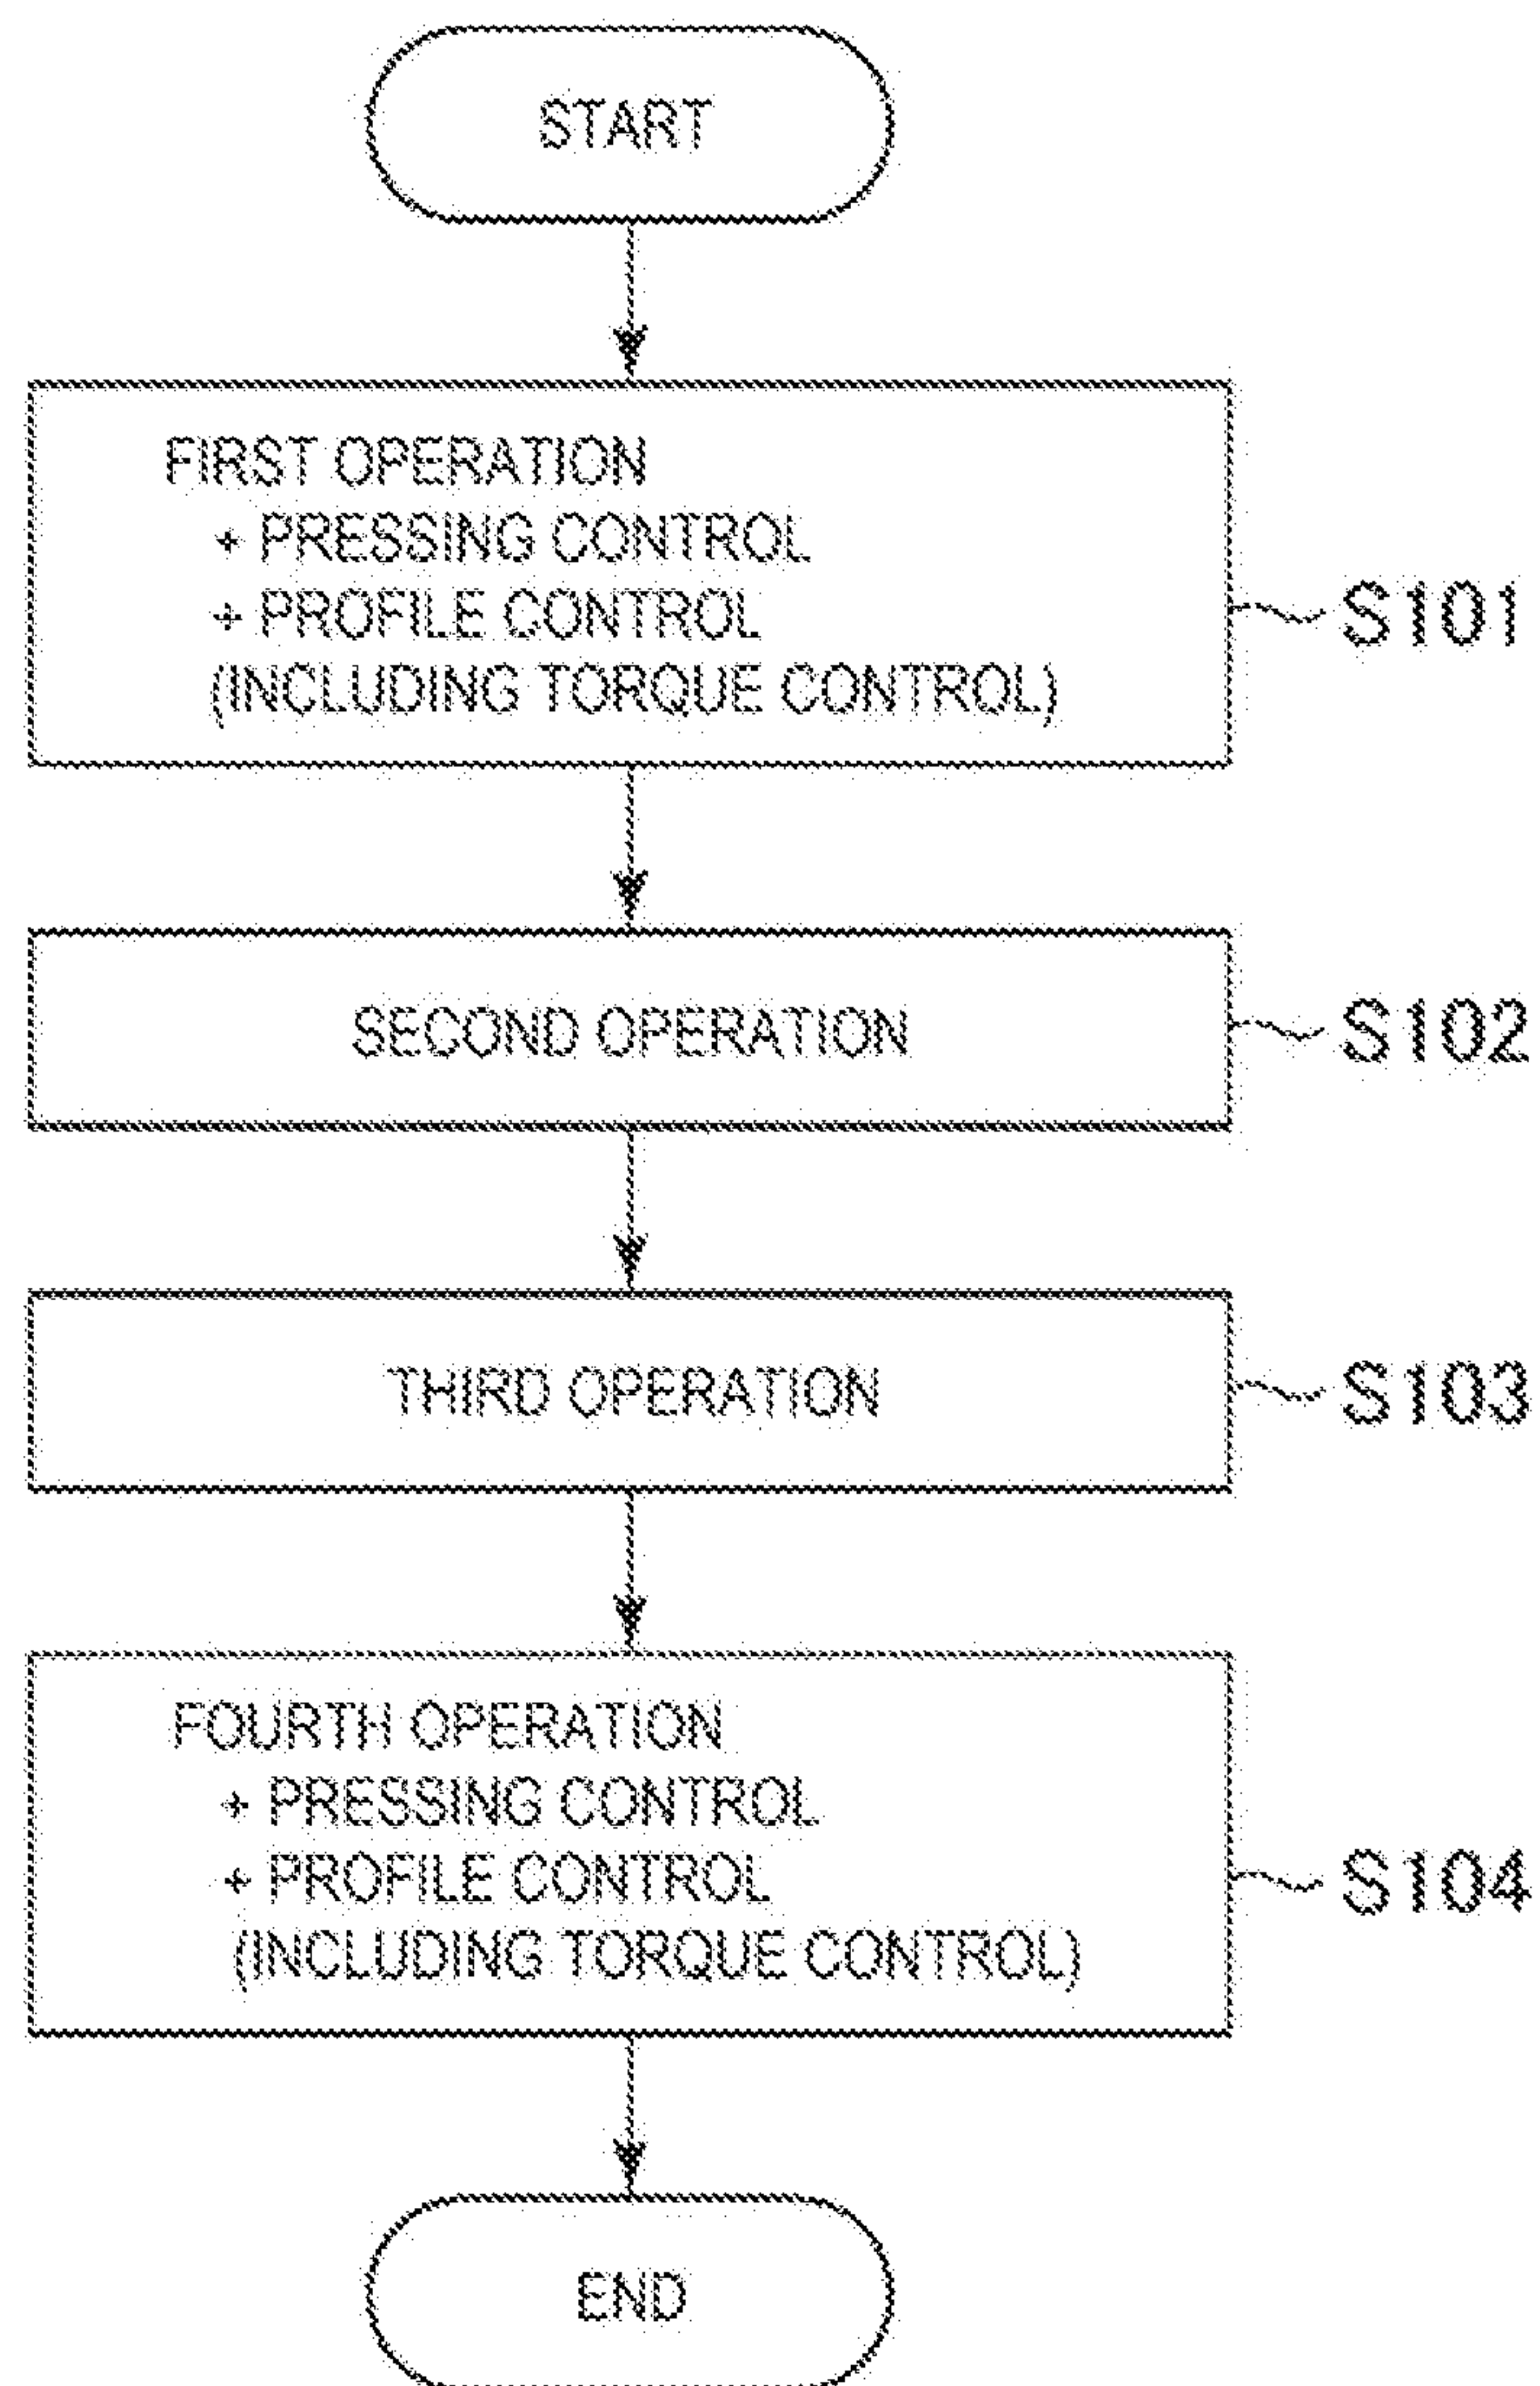 START
FIRST OPERATION
+ PRESSING CONTROL
+ PROFILE CONTROL
(INCLUDING TORQUE CONTROL)
S101
SECOND OPERATION
S102
THIRD OPERATION
S103
FOURTH OPERATION
+ PRESSING CONTROL
+ PROFILE CONTROL
(INCLUDING TORQUE CONTROL)
S104
END